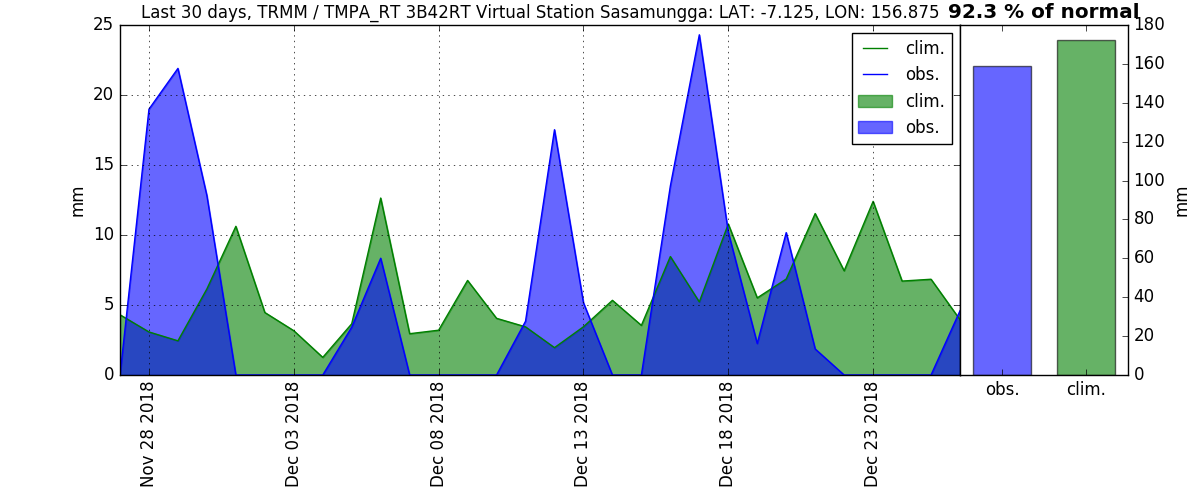 Last 30 days, TRMM / TMPA_RT 3B42RT Virtual Station Sasamungga: LAT: -7.125, LON: 156.875
92.3 % of normal
25
20
15
10
5
0
mm
clim.
obs.
clim.
obs.
Nov 28 2018
Dec 03 2018
Dec 08 2018
Dec 13 2018
Dec 18 2018
Dec 23 2018
180
160
140
120
100
80
60
40
20
0
mm
obs.
clim.